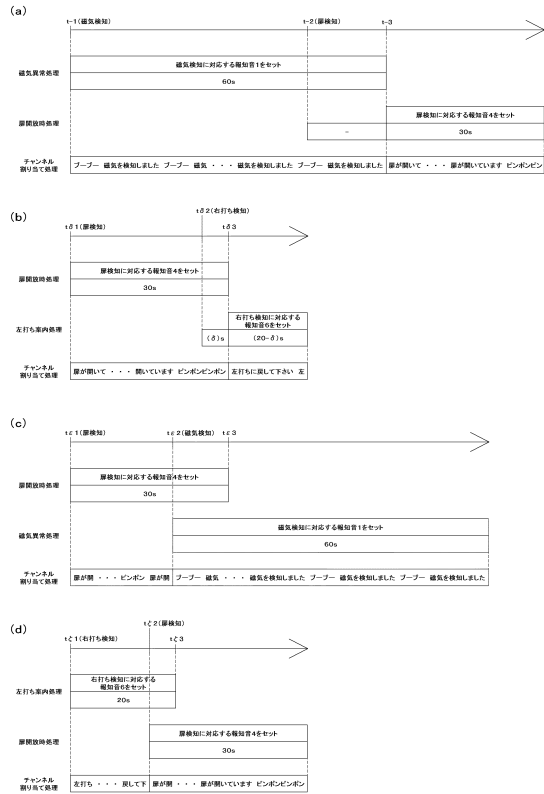 (a)
t-1(磁気検知)
t-2(扉検知)
t-3
磁気異常処理
磁気検知に対応する報知音1をセット
60s
扉開放時処理
扉検知に対応する報知音4をセット
-
30s
チャンネル
割り当て処理
ブーブー 磁気を検知しました ブーブー 磁気 ・・・ 磁気を検知しました ブーブー 磁気を検知しました
扉が開いて ・・・ 扉が開いています ピンポンピン
(b)
tδ2(右打ち検知)
tδ1(扉検知)
tδ3
扉開放時処理
扉検知に対応する報知音4をセット
30s
左打ち案内処理
右打ち検知に対応する
報知音6をセット
(δ)s
(20-δ)s
チャンネル
割り当て処理
扉が開いて ・・・ 開いています ピンポンピンポン
左打ちに戻して下さい 左
(c)
tε1(扉検知)
tε2(磁気検知)
tε3
扉開放時処理
扉検知に対応する報知音4をセット
30s
磁気異常処理
磁気検知に対応する報知音1をセット
60s
チャンネル
割り当て処理
扉が開 ・・・ ピンポン 扉が開
ブーブー 磁気 ・・・ 磁気を検知しました ブーブー 磁気を検知しました ブーブー 磁気を検知しました
(d)
tζ2(扉検知)
tζ1(右打ち検知)
tζ3
左打ち案内処理
右打ち検知に対応する
報知音6をセット
20s
扉開放時処理
扉検知に対応する報知音4をセット
30s
チャンネル
割り当て処理
左打ち ・・・ 戻して下
扉が開 ・・・ 扉が開いています ピンポンピンポン